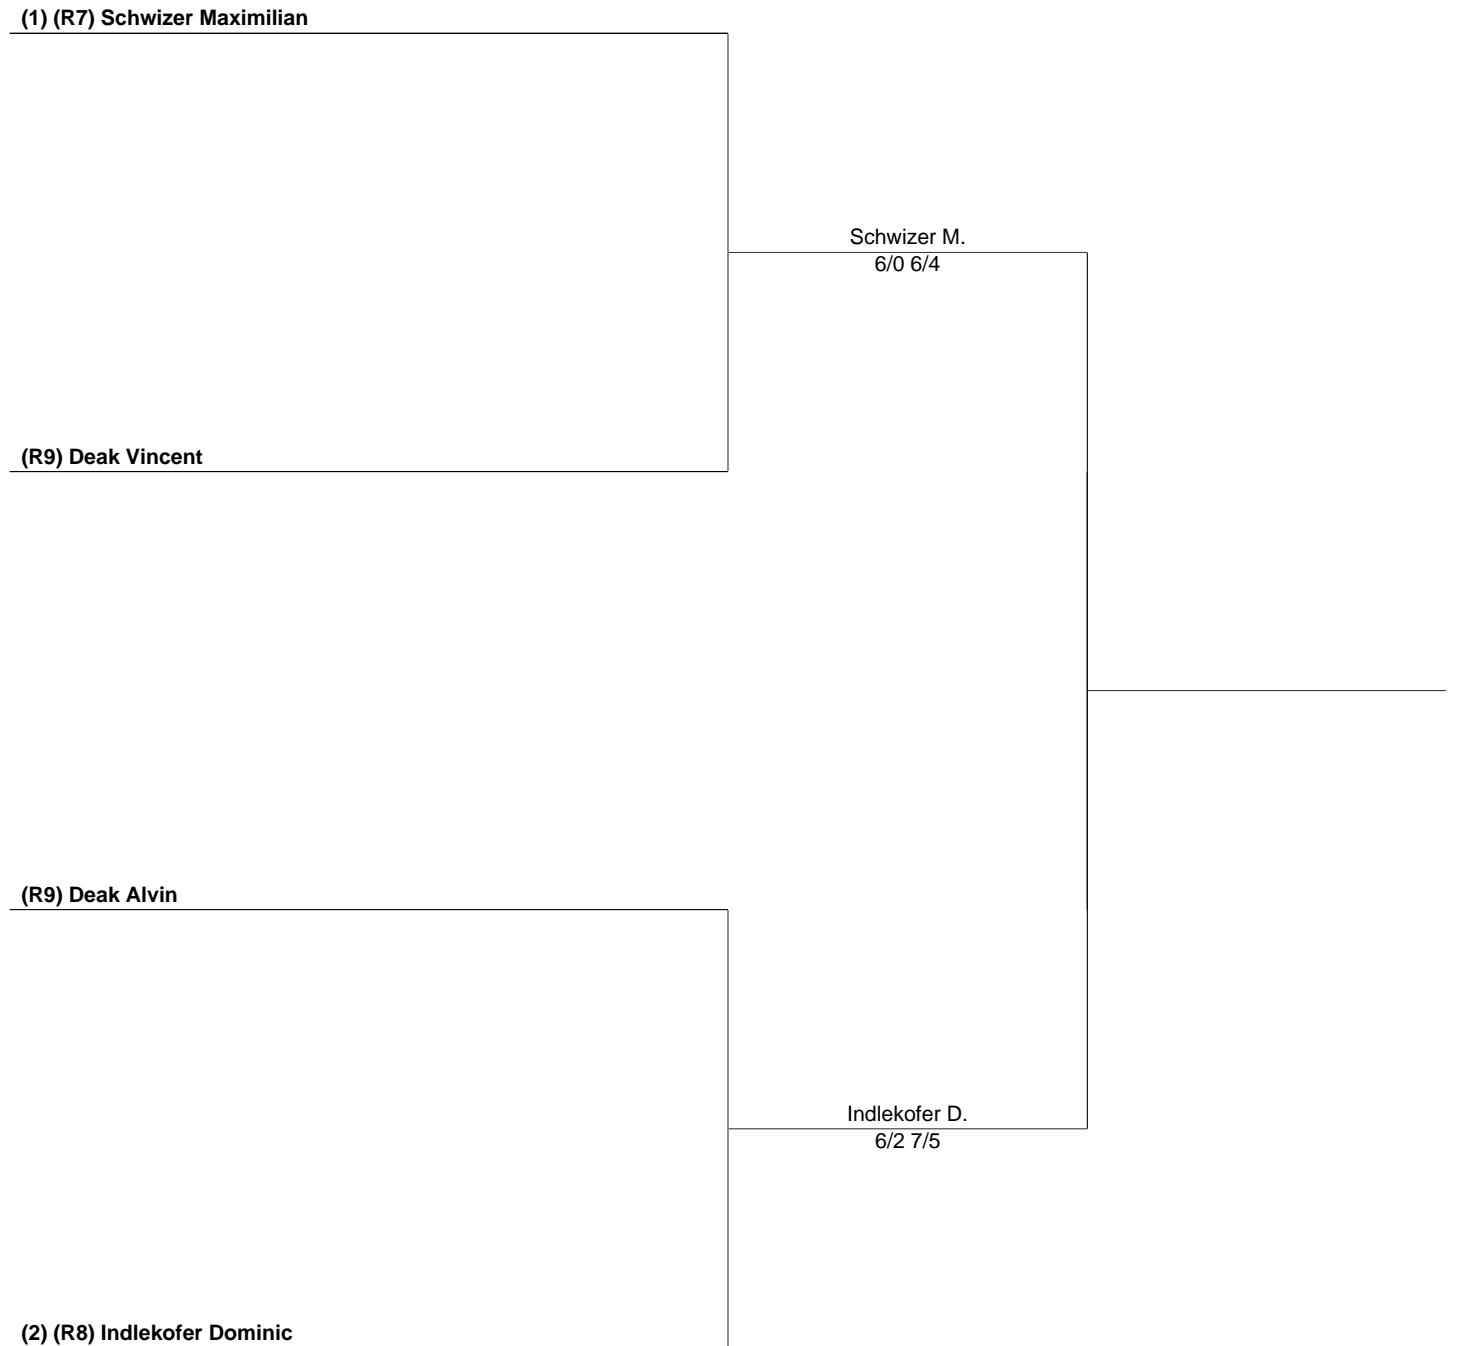 (1) (R7) Schwizer Maximilian
Schwizer M.
6/0 6/4
(R9) Deak Vincent
(R9) Deak Alvin
Indlekofer D.
6/2 7/5
(2) (R8) Indlekofer Dominic